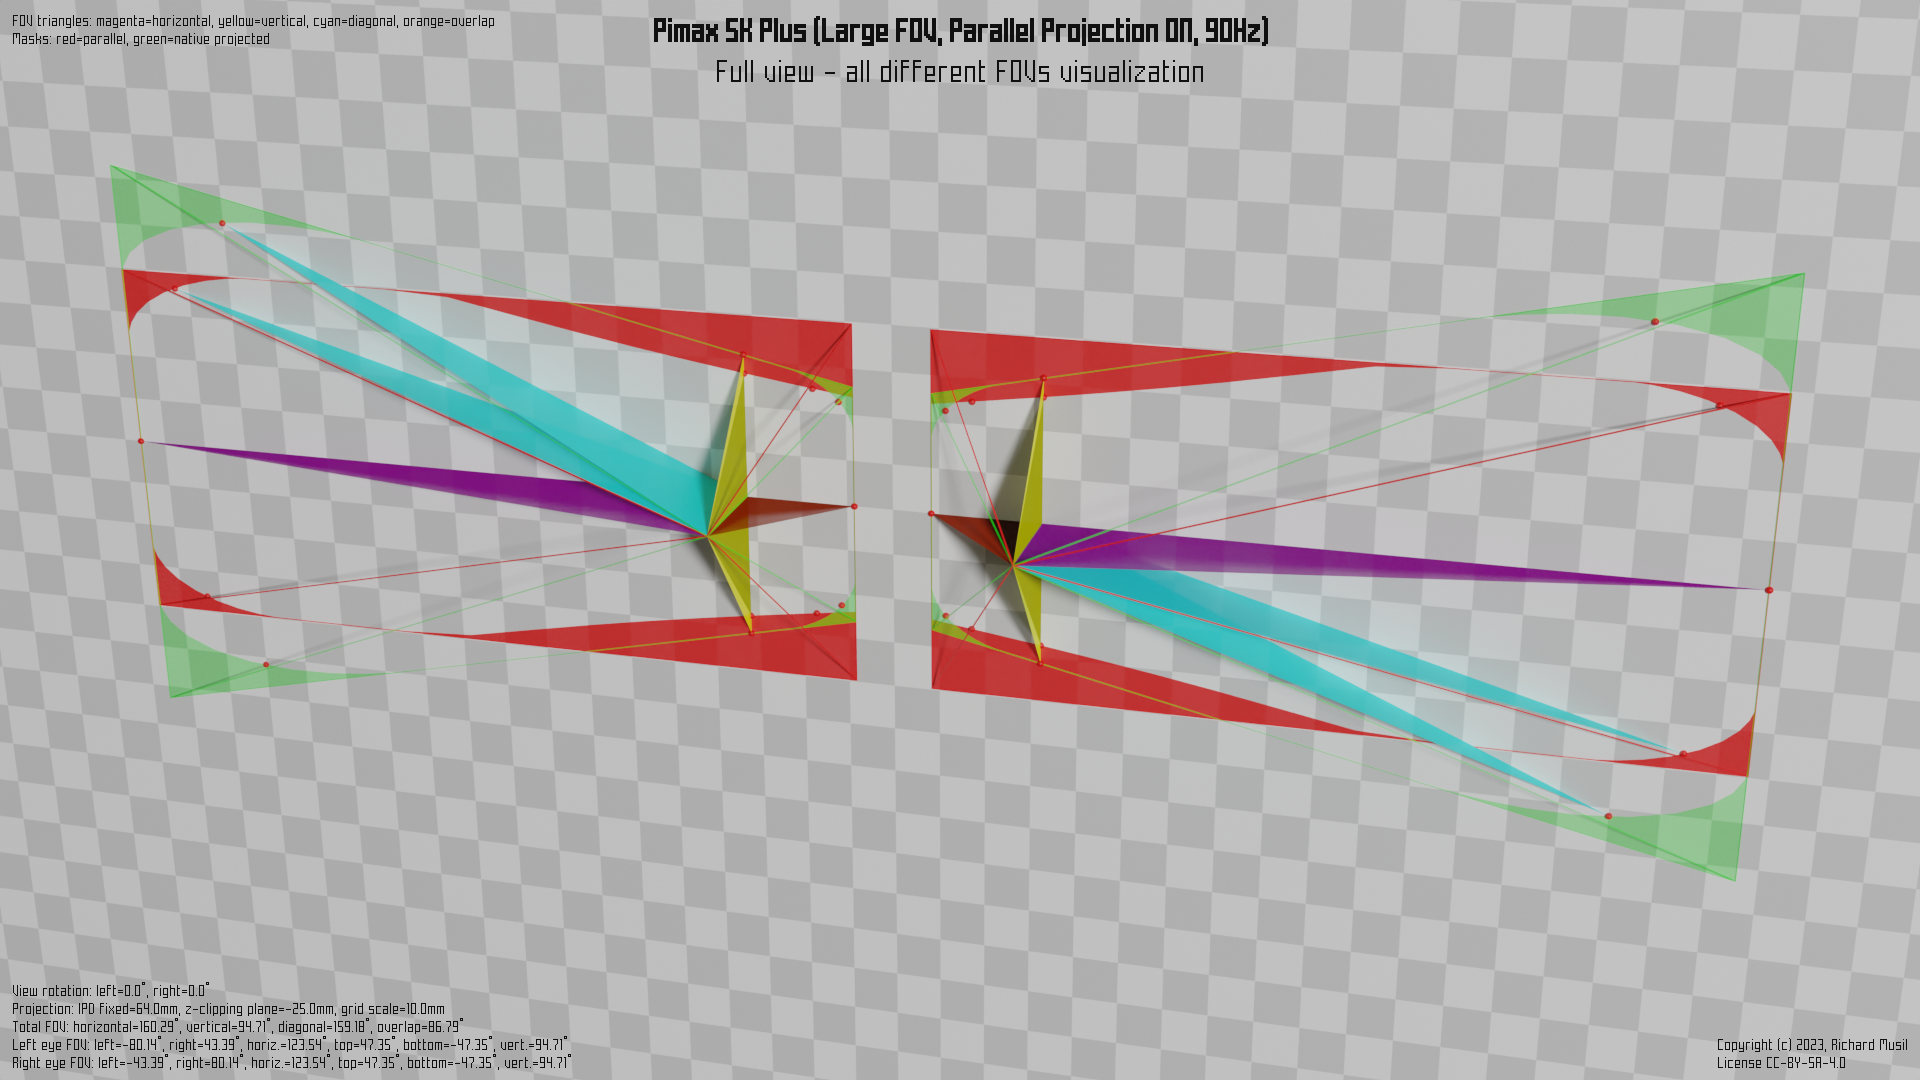 FOV triangles: magenta=horizontal, yellow=vertical, cyan=diagonal, orange=overlap
Masks: red=parallel, green=native projected
Pimax 5K Plus (Large FOV, Parallel Projection ON, 90Hz)
Full view - all different FOVs visualization
View rotation: left=0.0°, right=0.0°
Projection: IPD fixed=64.0mm, z-clipping plane=-25.0mm, grid scale=10.0mm
Total FOV: horizontal=160.29°, vertical=94.71°, diagonal=159.18°, overlap=86.79°
Left eye FOV: left=-80.14°, right=43.39°, horiz.=123.54°, top=47.35°, bottom=-47.35°, vert.=94.71°
Right eye FOV: left=-43.39°, right=80.14°, horiz.=123.54°, top=47.35°, bottom=-47.35°, vert.=94.71°
Copyright (c) 2023, Richard Musil
License CC-BY-SA-4.0